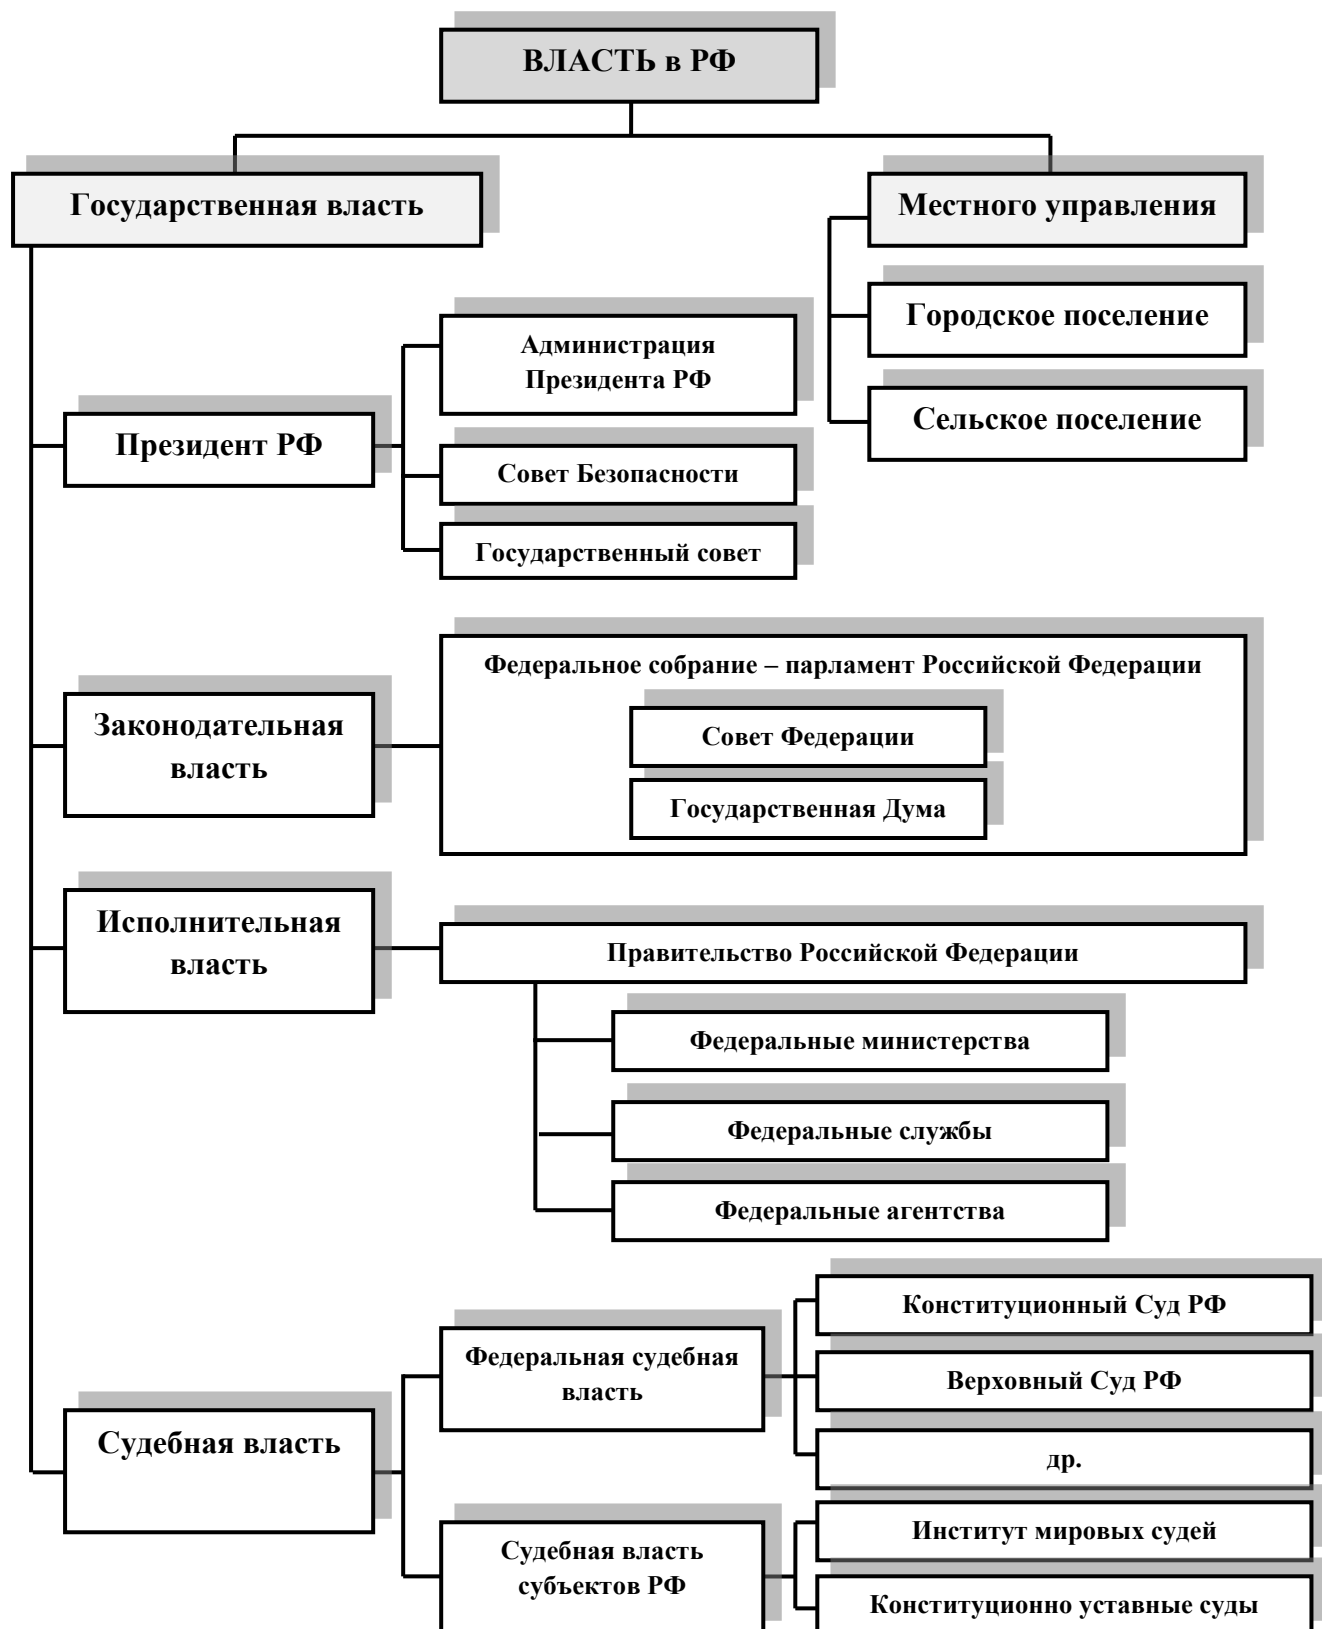 ВЛАСТЬ в РФ
Государственная власть
Местного управления
Городское поселение
Сельское поселение
Президент РФ
Администрация
Президента РФ
Совет Безопасности
Государственный совет
Законодательная
власть
Федеральное собрание – парламент Российской Федерации
Совет Федерации
Государственная Дума
Исполнительная
власть
Правительство Российской Федерации
Федеральные министерства
Федеральные службы
Федеральные агентства
Судебная власть
Федеральная судебная
власть
Конституционный Суд РФ
Верховный Суд РФ
др.
Судебная власть
субъектов РФ
Институт мировых судей
Конституционно уставные суды